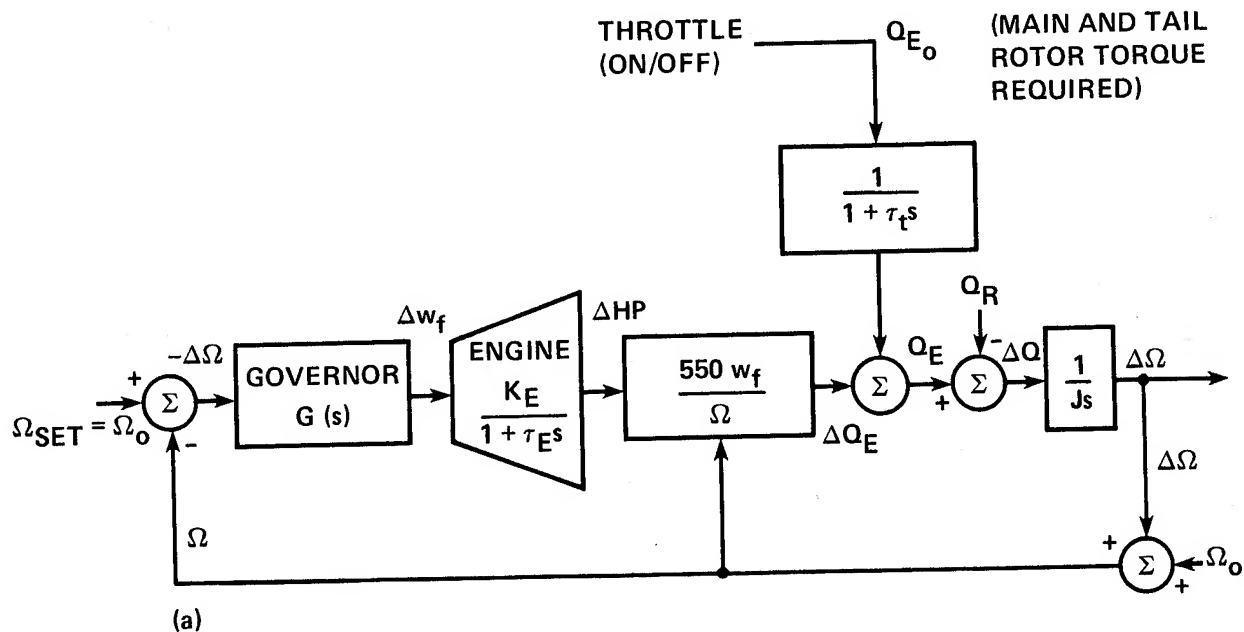 THROTTLE
(ON/OFF)
Q_Eo
(MAIN AND TAIL
ROTOR TORQUE
REQUIRED)
1
1 + τ_t s
Q_R
Δw_f
ΔHP
-ΔΩ
+
Σ
Ω_SET = Ω_o
-
GOVERNOR
G (s)
ENGINE
K_E
1 + τ_E s
550 w_f
Ω
ΔQ_E
Σ
Q_E
+
-
Σ
ΔQ
1
Js
ΔΩ
ΔΩ
Ω
+
Σ
+
Ω_o
(a)